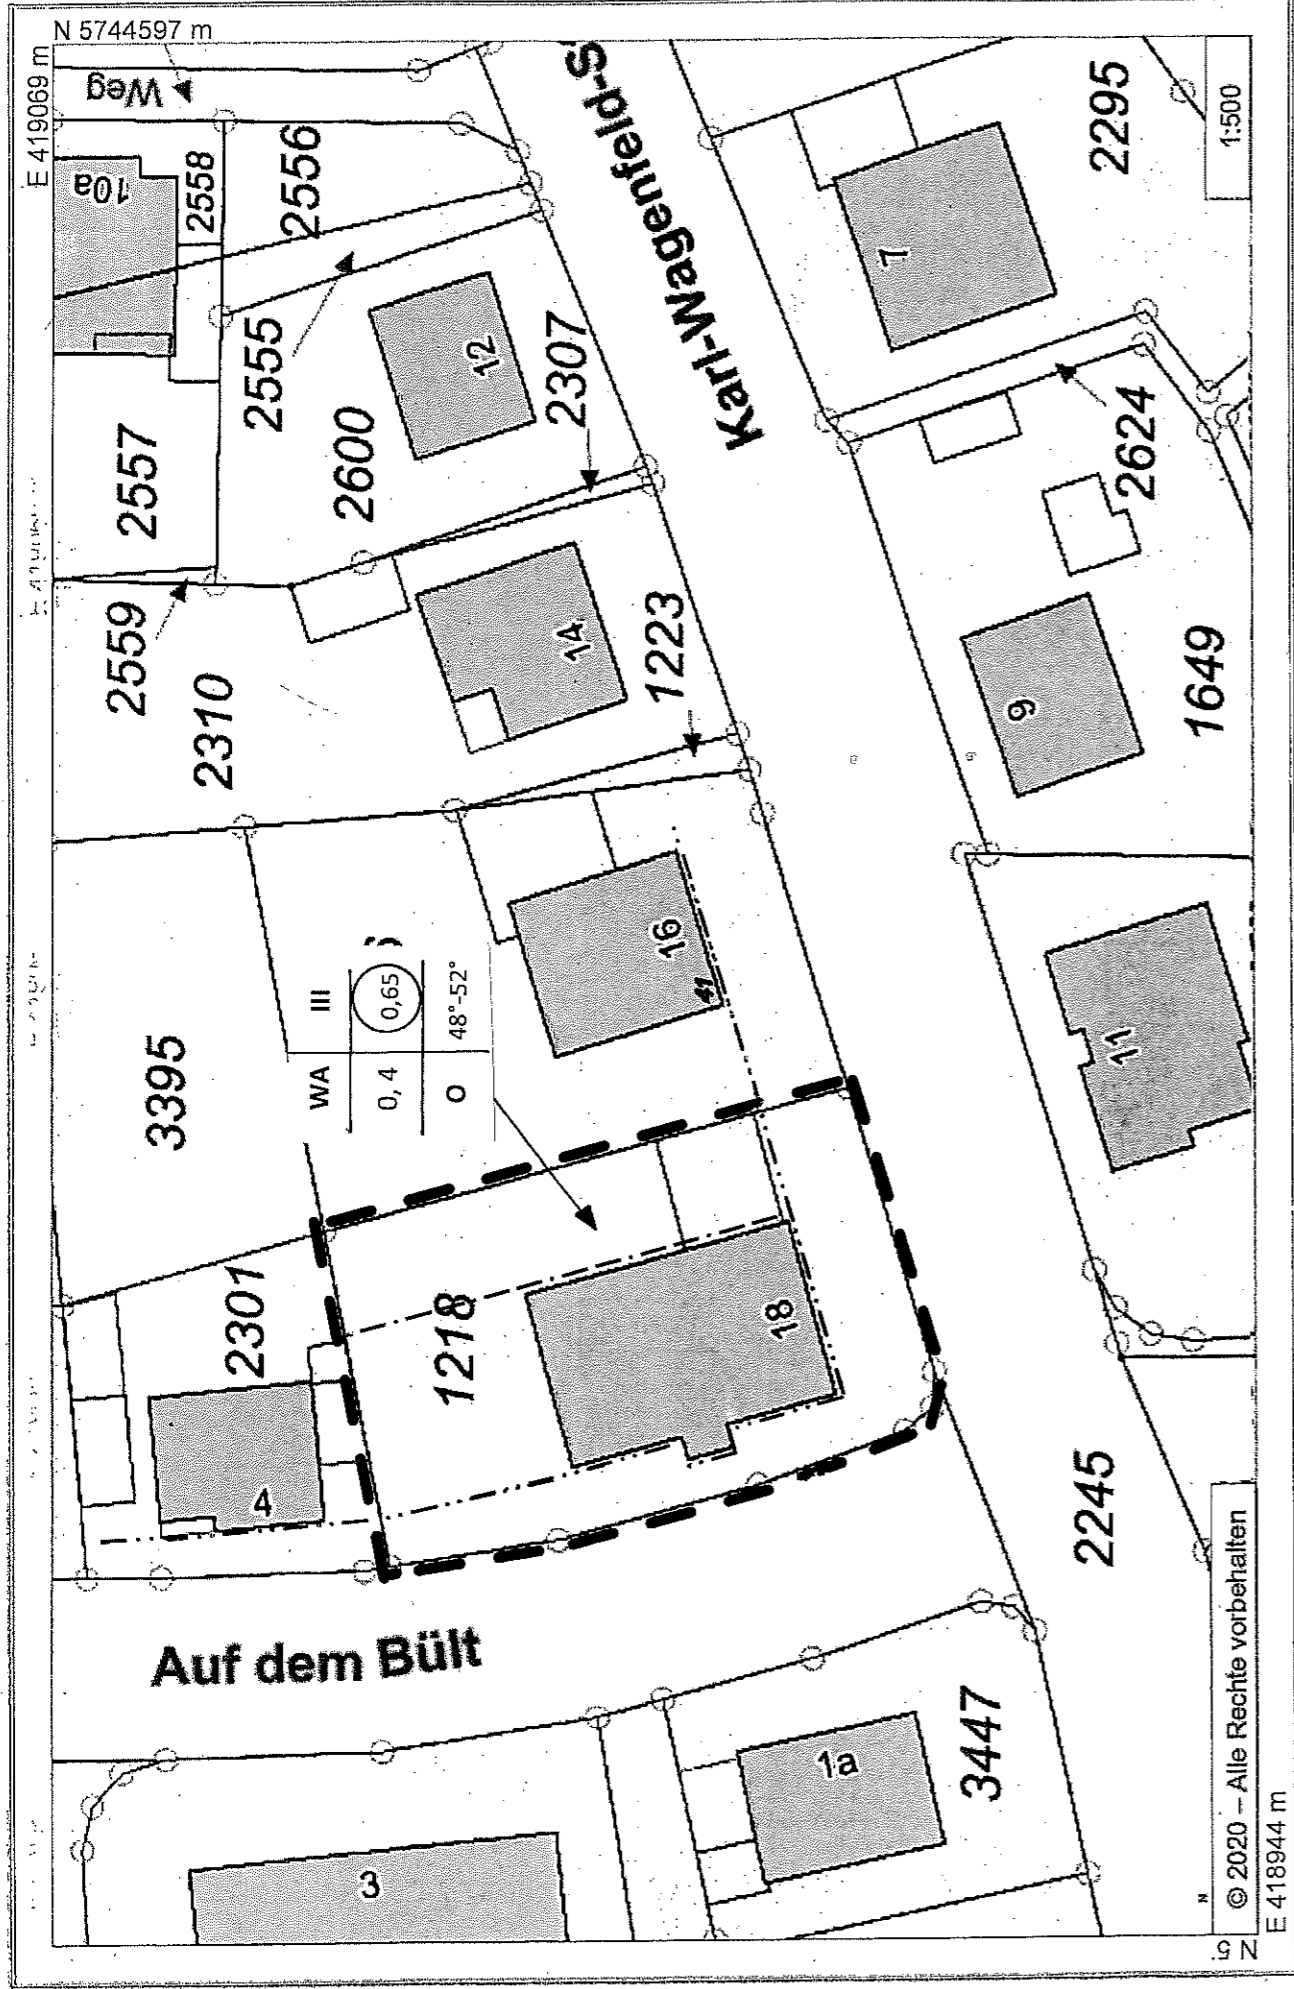 N 5744597 m
E 419069 m
Weg
10a
2558
2556
2555
2557
12
2600
2307
Karl-Wagenfeld-S
2295
1:500
7
2624
2559
2310
14
1223
9
1649
3395
WA III
0,4 0,65
O 48°-52°
16
41
11
2301
4
1218
18
Auf dem Bült
2245
1a
3447
3
N
© 2020 – Alle Rechte vorbehalten
N 5
E 418944 m